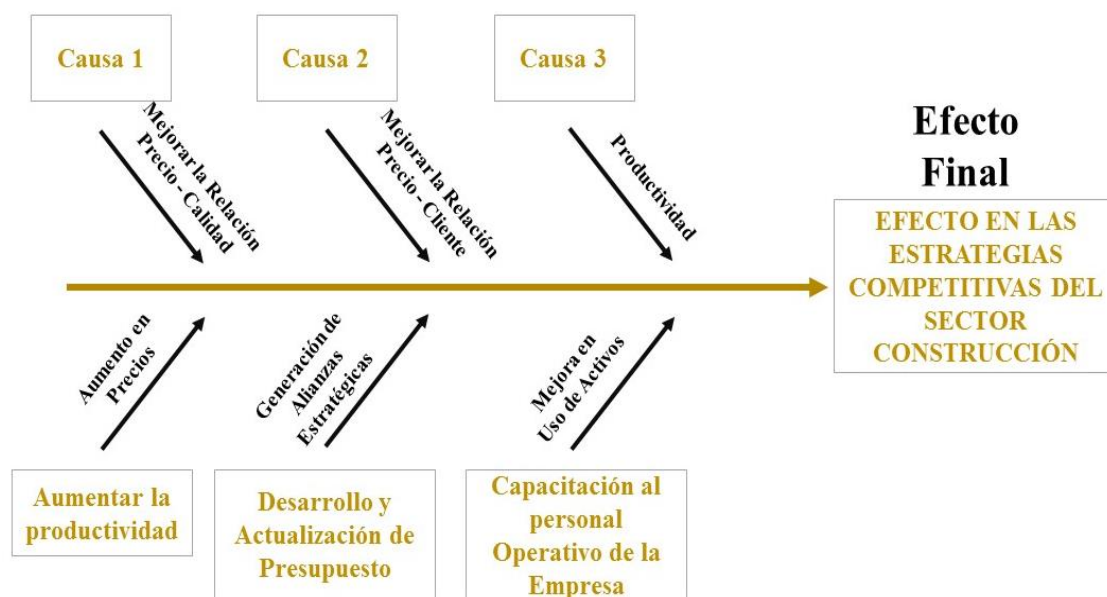 Causa 1
Causa 2
Causa 3
Mejorar la Relación
Precio - Calidad
Mejorar la Relación
Precio - Cliente
Productividad
Efecto
Final
EFECTO EN LAS
ESTRATEGIAS
COMPETITIVAS DEL
SECTOR
CONSTRUCCIÓN
Aumento en
Precios
Generación de
Alianzas
Estratégicas
Mejora en
Uso de Activos
Aumentar la
productividad
Desarrollo y
Actualización de
Presupuesto
Capacitación al
personal
Operativo de la
Empresa